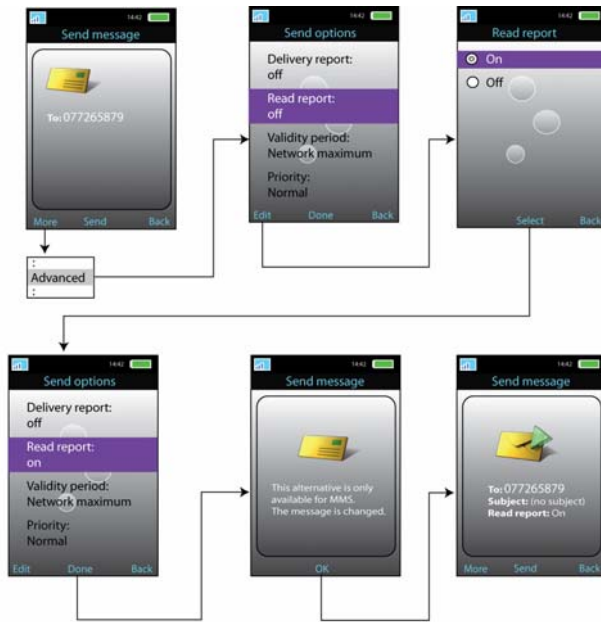 14:42
Send message
To: 077265879
More Send Back
:
Advanced
:
14:42
Send options
Delivery report:
off
Read report:
off
Validity period:
Network maximum
Priority:
Normal
Edit Done Back
14:42
Read report
On
Off
Select Back
14:42
Send options
Delivery report:
off
Read report:
on
Validity period:
Network maximum
Priority:
Normal
Edit Done Back
14:42
Send message
This alternative is only
available for MMS.
The message is changed.
OK
14:42
Send message
To: 077265879
Subject: (no subject)
Read report: On
More Send Back